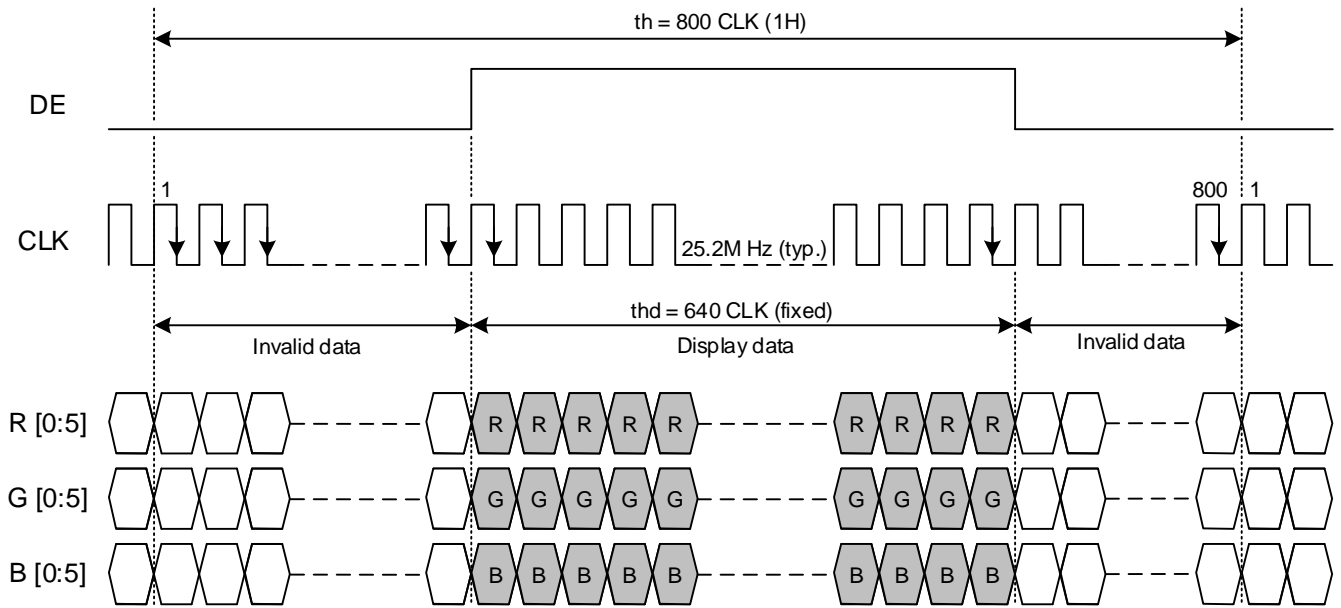 th = 800 CLK (1H)
DE
1 800 1
CLK
25.2M Hz (typ.)
thd = 640 CLK (fixed)
Invalid data Display data Invalid data
R [0:5] R R R R R R R R R
G [0:5] G G G G G G G G G
B [0:5] B B B B B B B B B